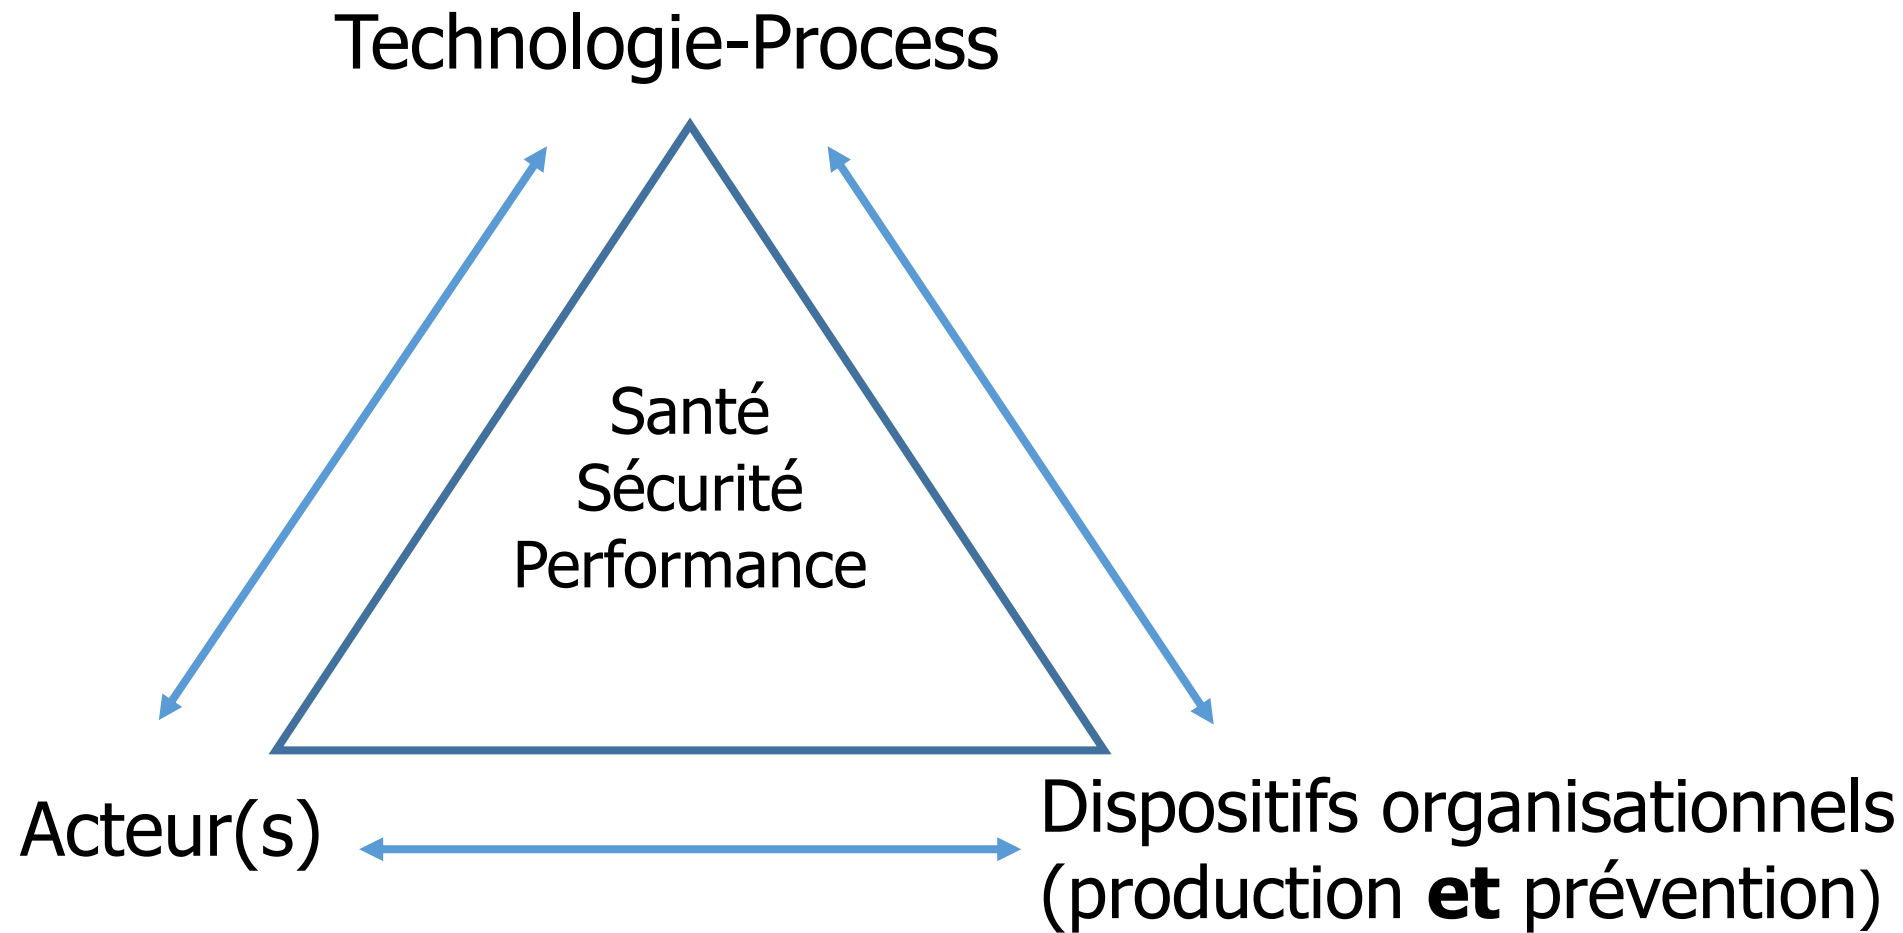 Technologie-Process
Santé
Sécurité
Performance
Acteur(s)
Dispositifs organisationnels
(production et prévention)